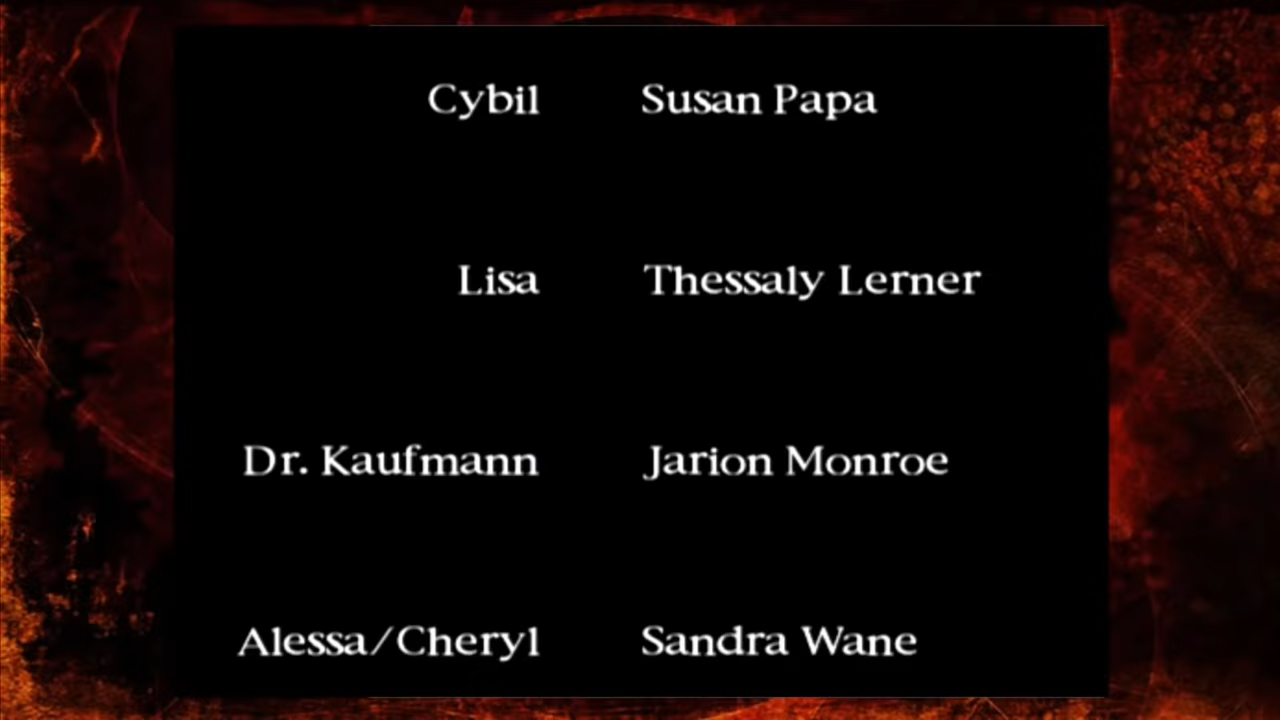 Cybil Susan Papa
Lisa Thessaly Lerner
Dr. Kaufmann Jarion Monroe
Alessa/Cheryl Sandra Wane